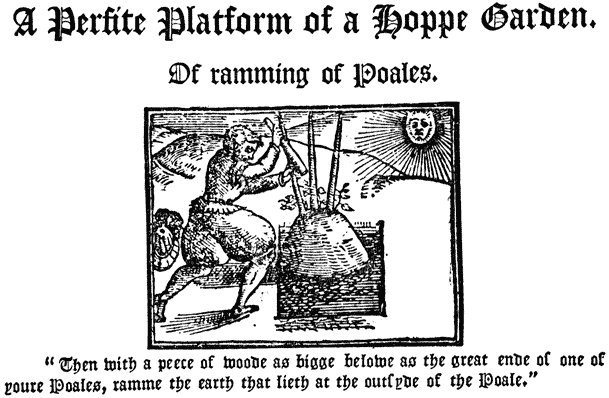 A Perfite Platform of a Hoppe Garden.
Of ramming of Poales.
“Then with a peece of woode as bigge belowe as the great ende of one of
youre Poales, ramme the earth that lieth at the outſyde of the Poale.”